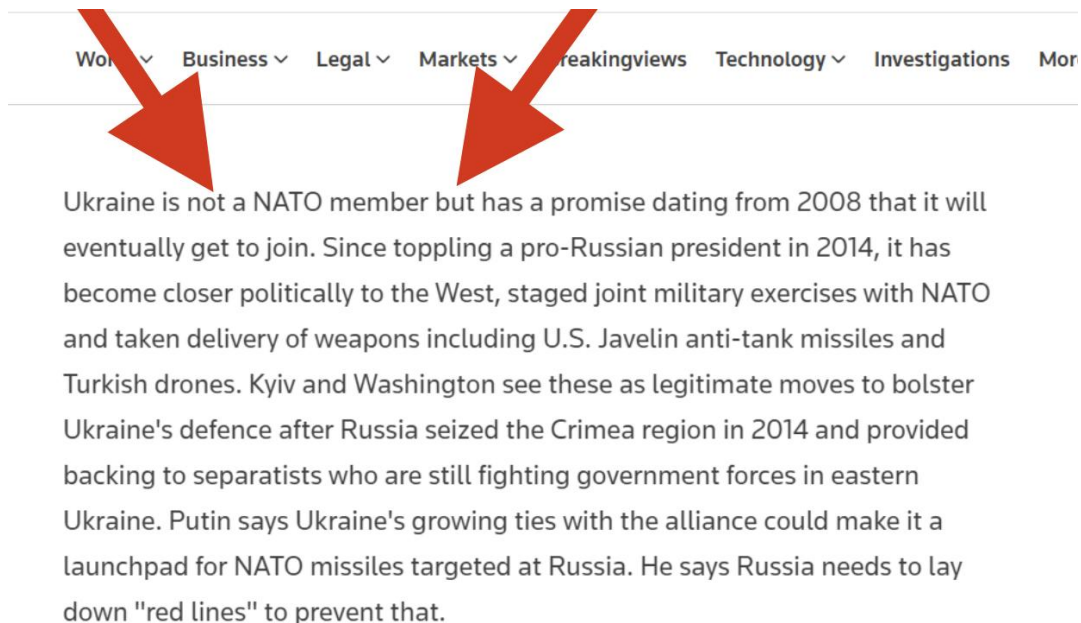 Business Legal Markets Technology Investigations
Ukraine is not a NATO member but has a promise dating from 2008 that it will
eventually get to join. Since toppling a pro-Russian president in 2014, it has
become closer politically to the West, staged joint military exercises with NATO
and taken delivery of weapons including U.S. Javelin anti-tank missiles and
Turkish drones. Kyiv and Washington see these as legitimate moves to bolster
Ukraine's defence after Russia seized the Crimea region in 2014 and provided
backing to separatists who are still fighting government forces in eastern
Ukraine. Putin says Ukraine's growing ties with the alliance could make it a
launchpad for NATO missiles targeted at Russia. He says Russia needs to lay
down "red lines" to prevent that.